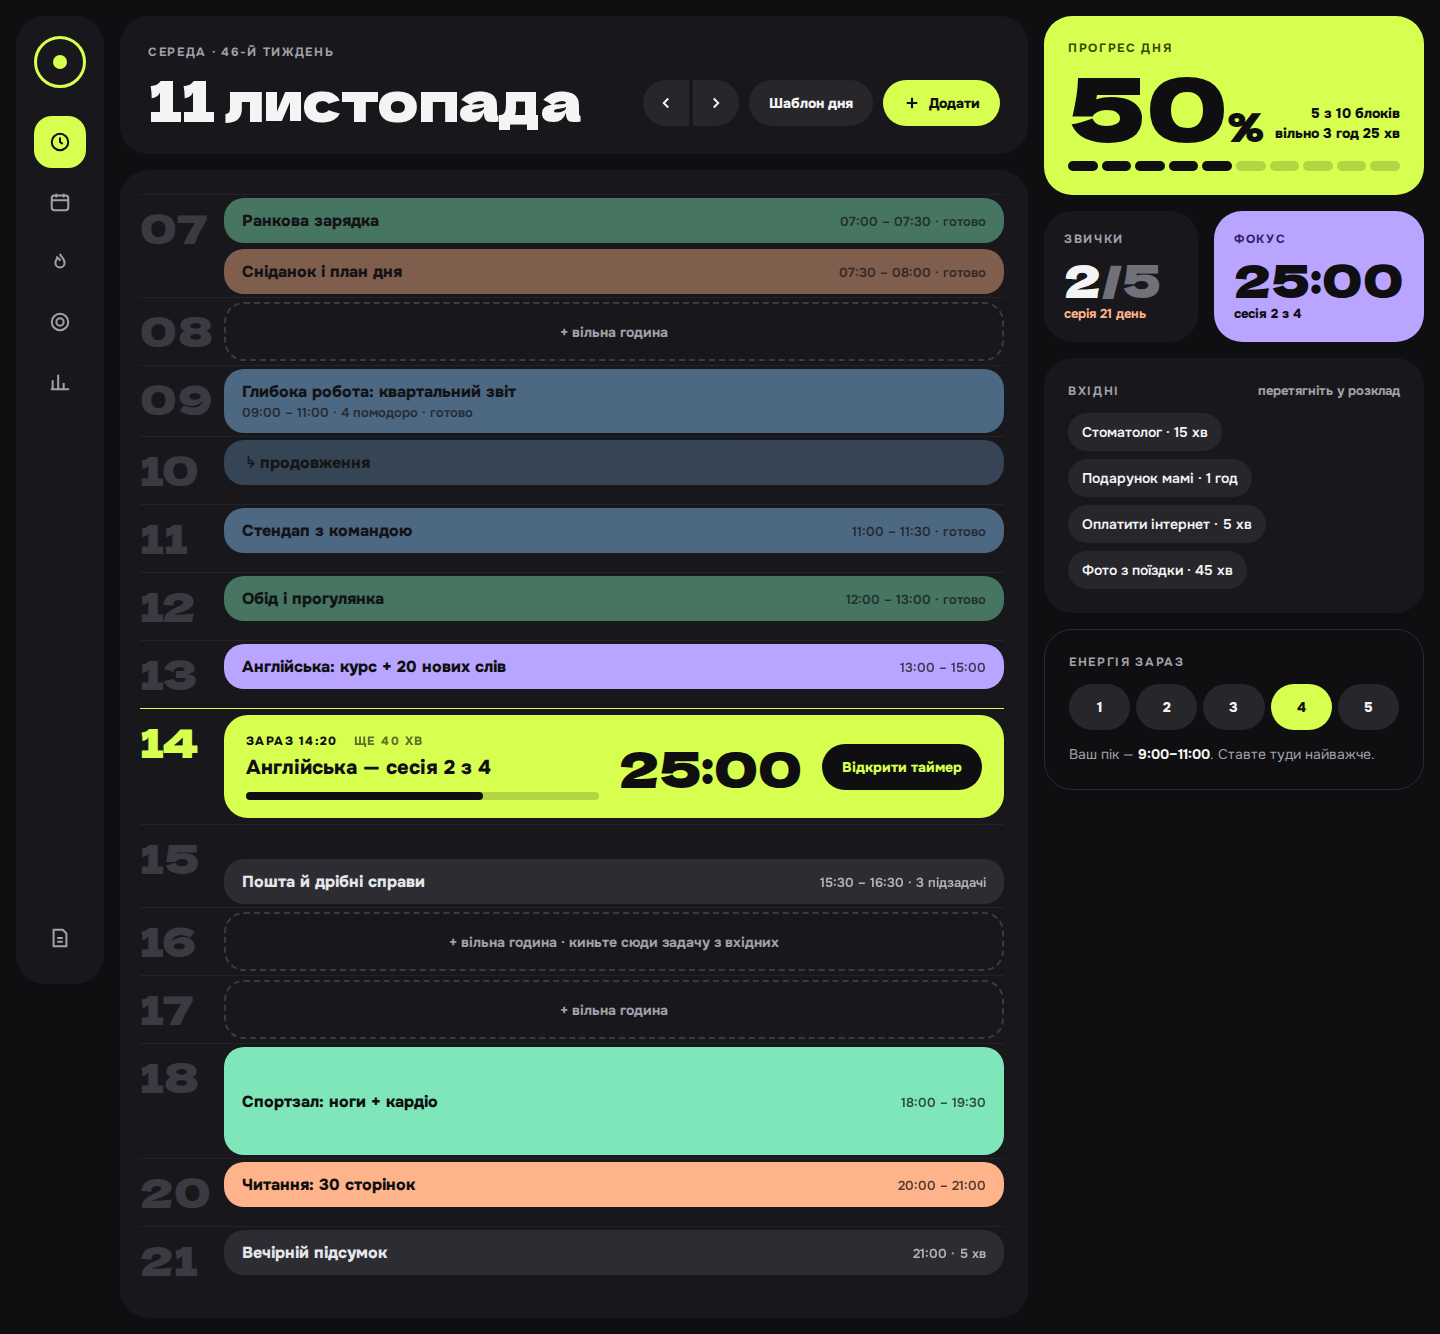 СЕРЕДА · 46-Й ТИЖДЕНЬ
11 листопада
Шаблон дня
+ Додати
07
Ранкова зарядка
07:00 – 07:30 · готово
Сніданок і план дня
07:30 – 08:00 · готово
08
+ вільна година
09
Глибока робота: квартальний звіт
09:00 – 11:00 · 4 помодоро · готово
10
↳ продовження
11
Стендап з командою
11:00 – 11:30 · готово
12
Обід і прогулянка
12:00 – 13:00 · готово
13
Англійська: курс + 20 нових слів
13:00 – 15:00
14
ЗАРАЗ 14:20 ЩЕ 40 ХВ
Англійська — сесія 2 з 4
25:00
Відкрити таймер
15
Пошта й дрібні справи
15:30 – 16:30 · 3 підзадачі
16
+ вільна година · киньте сюди задачу з вхідних
17
+ вільна година
18
Спортзал: ноги + кардіо
18:00 – 19:30
20
Читання: 30 сторінок
20:00 – 21:00
21
Вечірній підсумок
21:00 · 5 хв
ПРОГРЕС ДНЯ
50%
5 з 10 блоків
вільно 3 год 25 хв
ЗВИЧКИ
2/5
серія 21 день
ФОКУС
25:00
сесія 2 з 4
ВХІДНІ
перетягніть у розклад
Стоматолог · 15 хв
Подарунок мамі · 1 год
Оплатити інтернет · 5 хв
Фото з поїздки · 45 хв
ЕНЕРГІЯ ЗАРАЗ
1 2 3 4 5
Ваш пік — 9:00–11:00. Ставте туди найважче.